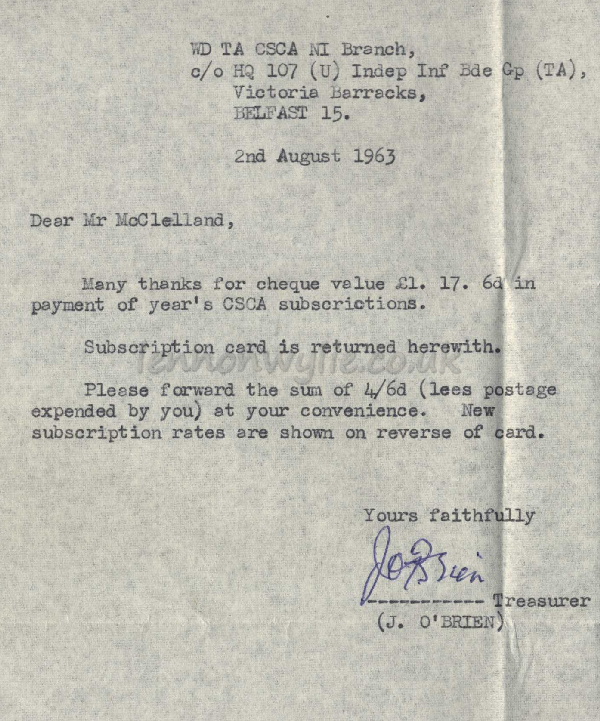 WD TA CSCA NI Branch,
c/o HQ 107 (U) Indep Inf Bde Gp (TA),
Victoria Barracks,
BELFAST 15.
2nd August 1963
Dear Mr McClelland,
Many thanks for cheque value £1. 17. 6d in
payment of year's CSCA subscrictions.
Subscription card is returned herewith.
lennonwylie.co.uk
Please forward the sum of 4/6d (lees postage
expended by you) at your convenience. New
subscription rates are shown on reverse of card.
Yours faithfully
JO'Brien
----------- Treasurer
(J. O'BRIEN)